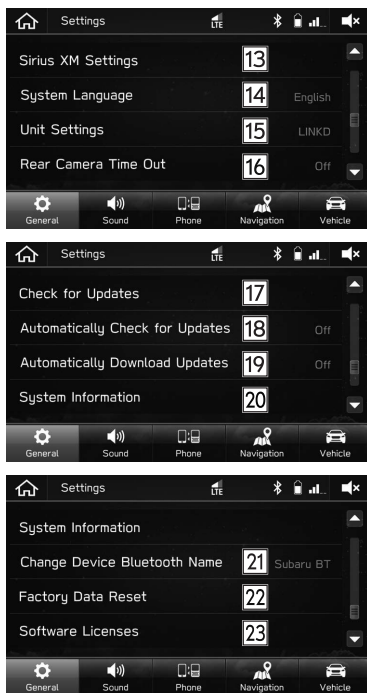 Settings LTE
Sirius XM Settings 13
System Language 14 English
Unit Settings 15 LINKD
Rear Camera Time Out 16 Off
General Sound Phone Navigation Vehicle
Settings LTE
Check for Updates 17
Automatically Check for Updates 18 Off
Automatically Download Updates 19 Off
System Information 20
General Sound Phone Navigation Vehicle
Settings LTE
System Information
Change Device Bluetooth Name 21 Subaru BT
Factory Data Reset 22
Software Licenses 23
General Sound Phone Navigation Vehicle